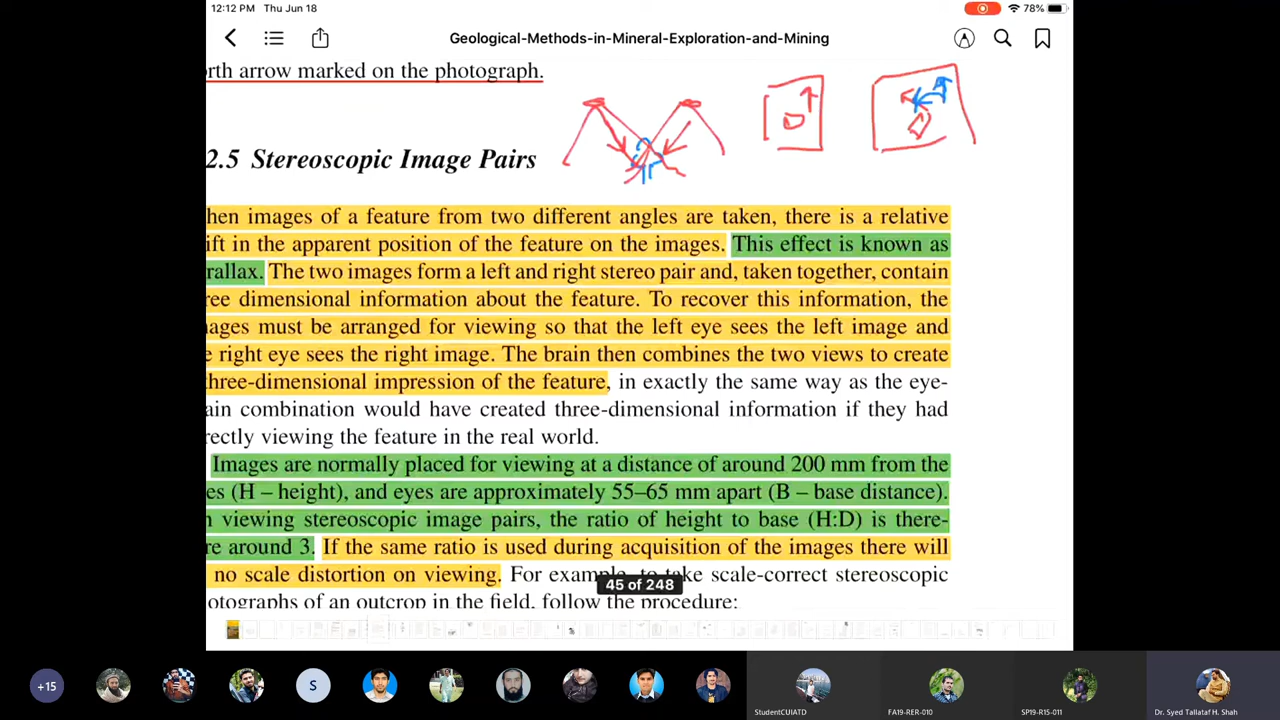 12:12 PM Thu Jun 18
78%
Geological-Methods-in-Mineral-Exploration-and-Mining
orth arrow marked on the photograph.
2.5 Stereoscopic Image Pairs
hen images of a feature from two different angles are taken, there is a relative
ift in the apparent position of the feature on the images. This effect is known as
rallax. The two images form a left and right stereo pair and, taken together, contain
ree dimensional information about the feature. To recover this information, the
ages must be arranged for viewing so that the left eye sees the left image and
e right eye sees the right image. The brain then combines the two views to create
three-dimensional impression of the feature, in exactly the same way as the eye-
ain combination would have created three-dimensional information if they had
rectly viewing the feature in the real world.
Images are normally placed for viewing at a distance of around 200 mm from the
es (H – height), and eyes are approximately 55–65 mm apart (B – base distance).
n viewing stereoscopic image pairs, the ratio of height to base (H:D) is there-
re around 3. If the same ratio is used during acquisition of the images there will
no scale distortion on viewing. For example, to take scale-correct stereoscopic
otographs of an outcrop in the field, follow the procedure:
45 of 248
+15
S
StudentCUIATD
FA19-RER-010
SP19-R15-011
Dr. Syed Tallataf H. Shah